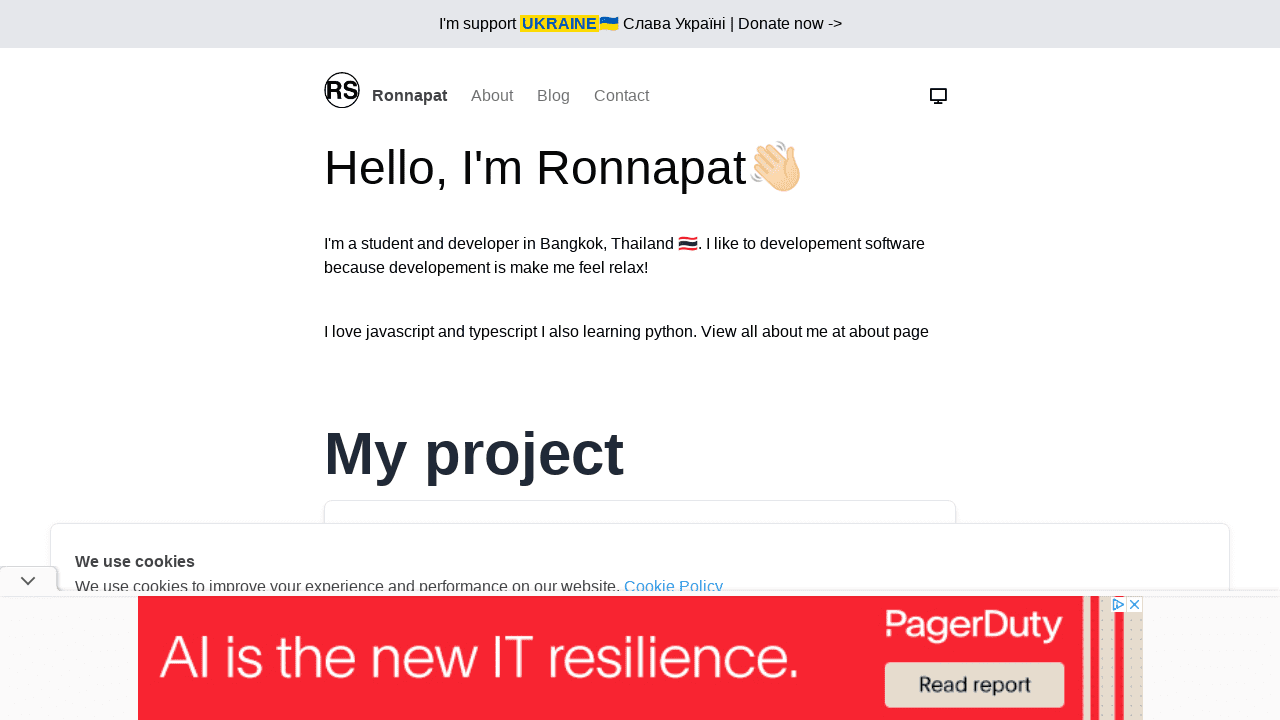 I'm support UKRAINE🇺🇦 Слава Україні | Donate now ->
RS Ronnapat About Blog Contact
Hello, I'm Ronnapat👋🏻
I'm a student and developer in Bangkok, Thailand 🇹🇭. I like to developement software
because developement is make me feel relax!
I love javascript and typescript I also learning python. View all about me at about page
My project
We use cookies
We use cookies to improve your experience and performance on our website. Cookie Policy
AI is the new IT resilience.
PagerDuty
Read report